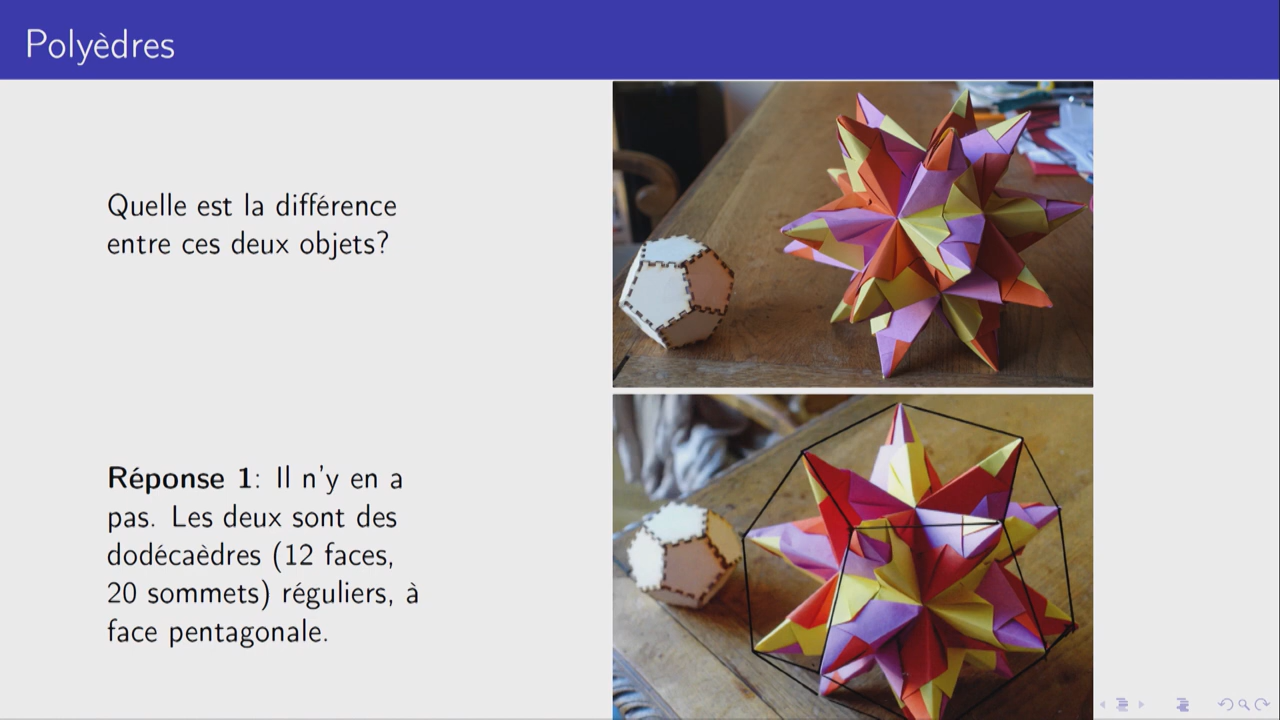 Polyèdres
Quelle est la différence
entre ces deux objets?
Réponse 1: Il n'y en a
pas. Les deux sont des
dodécaèdres (12 faces,
20 sommets) réguliers, à
face pentagonale.